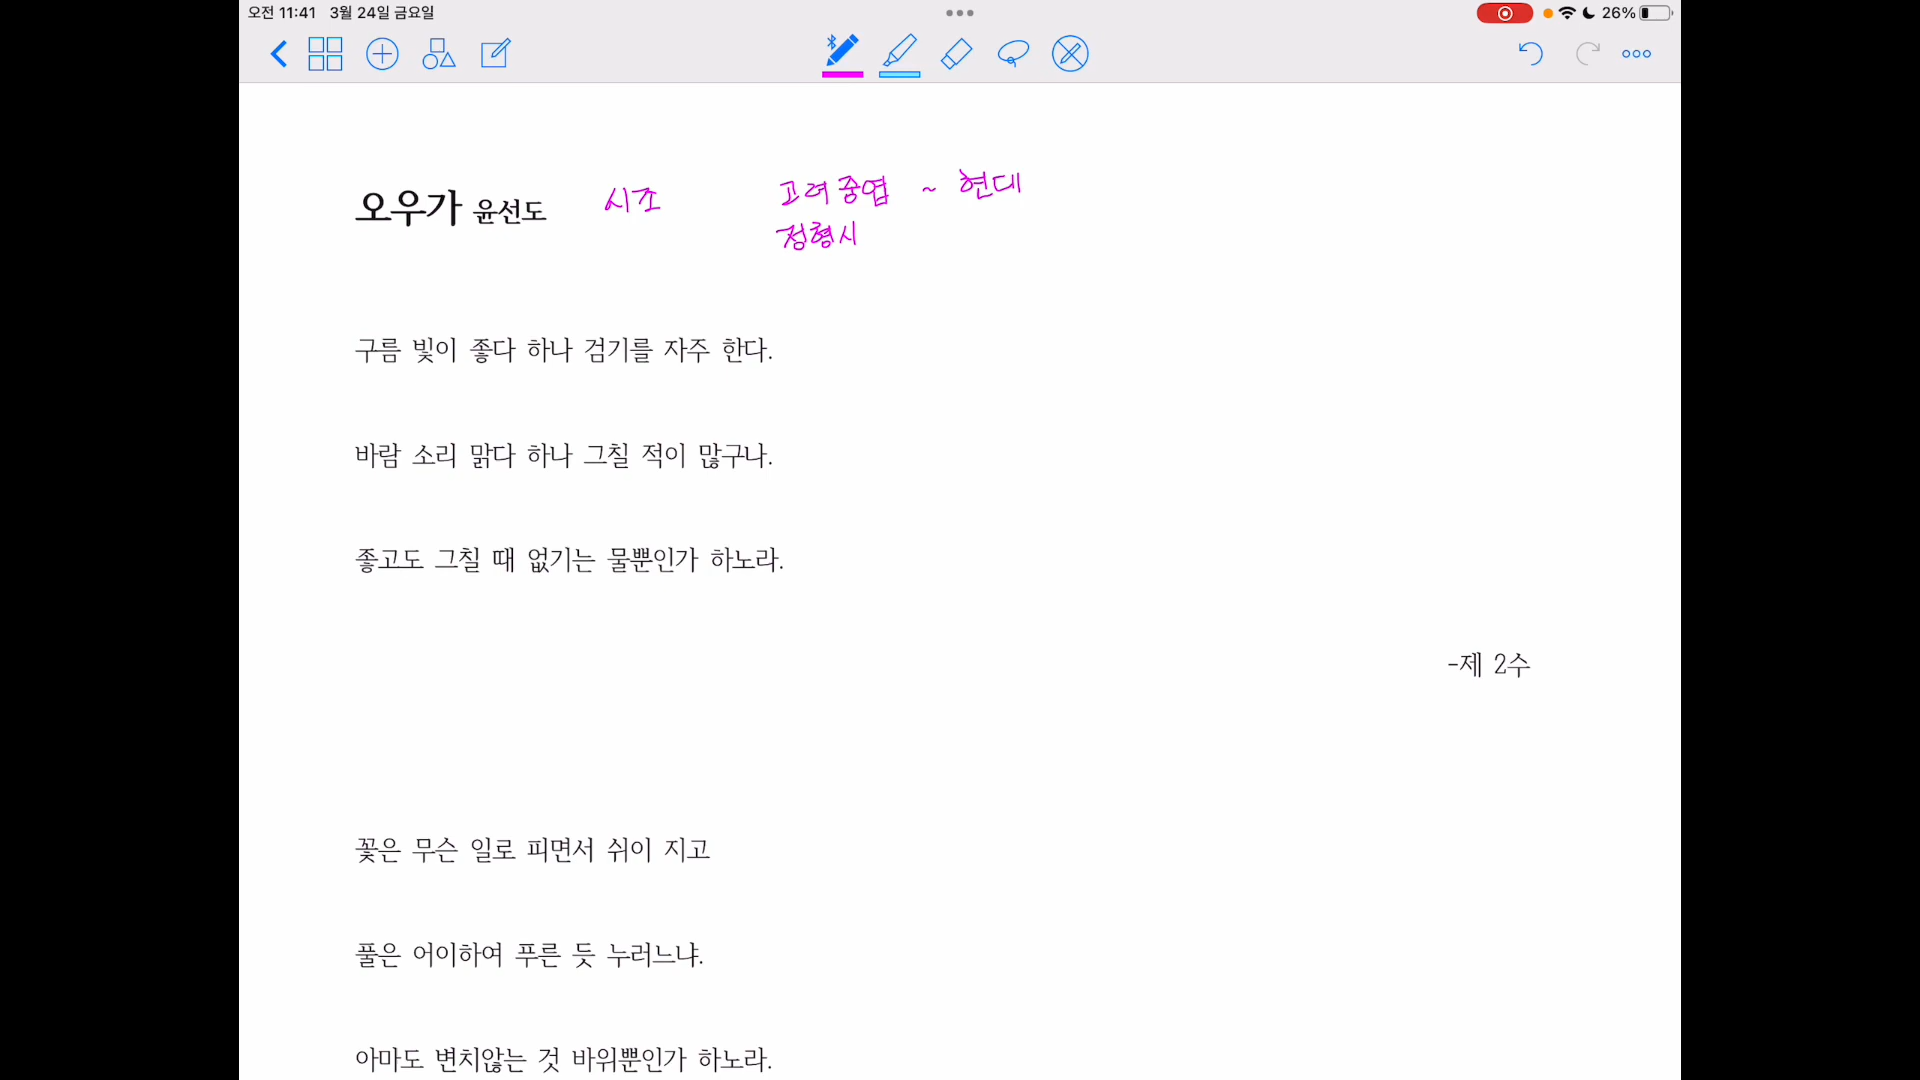 오전 11:41 3월 24일 금요일
26%
오우가 윤선도 시조 고려중엽 ~ 현대
정형시
구름 빛이 좋다 하나 검기를 자주 한다.
바람 소리 맑다 하나 그칠 적이 많구나.
좋고도 그칠 때 없기는 물뿐인가 하노라.
-제 2수
꽃은 무슨 일로 피면서 쉬이 지고
풀은 어이하여 푸른 듯 누러느냐.
아마도 변치않는 것 바위뿐인가 하노라.